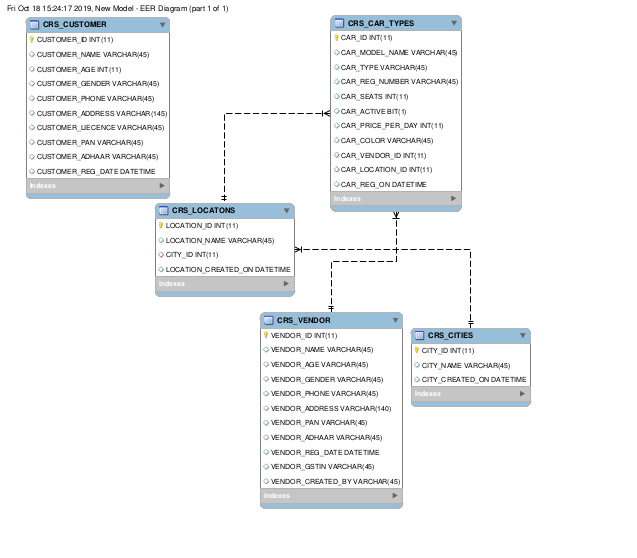 Fri Oct 18 15:24:17 2019, New Model - EER Diagram (part 1 of 1)
CRS_CUSTOMER
CUSTOMER_ID INT(11)
CUSTOMER_NAME VARCHAR(45)
CUSTOMER_AGE INT(11)
CUSTOMER_GENDER VARCHAR(45)
CUSTOMER_PHONE VARCHAR(45)
CUSTOMER_ADDRESS VARCHAR(145)
CUSTOMER_LIECENCE VARCHAR(45)
CUSTOMER_PAN VARCHAR(45)
CUSTOMER_ADHAAR VARCHAR(45)
CUSTOMER_REG_DATE DATETIME
Indexes
CRS_CAR_TYPES
CAR_ID INT(11)
CAR_MODEL_NAME VARCHAR(45)
CAR_TYPE VARCHAR(45)
CAR_REG_NUMBER VARCHAR(45)
CAR_SEATS INT(11)
CAR_ACTIVE BIT(1)
CAR_PRICE_PER_DAY INT(11)
CAR_COLOR VARCHAR(45)
CAR_VENDOR_ID INT(11)
CAR_LOCATION_ID INT(11)
CAR_REG_ON DATETIME
Indexes
CRS_LOCATONS
LOCATION_ID INT(11)
LOCATION_NAME VARCHAR(45)
CITY_ID INT(11)
LOCATION_CREATED_ON DATETIME
Indexes
CRS_VENDOR
VENDOR_ID INT(11)
VENDOR_NAME VARCHAR(45)
VENDOR_AGE VARCHAR(45)
VENDOR_GENDER VARCHAR(45)
VENDOR_PHONE VARCHAR(45)
VENDOR_ADDRESS VARCHAR(140)
VENDOR_PAN VARCHAR(45)
VENDOR_ADHAAR VARCHAR(45)
VENDOR_REG_DATE DATETIME
VENDOR_GSTIN VARCHAR(45)
VENDOR_CREATED_BY VARCHAR(45)
Indexes
CRS_CITIES
CITY_ID INT(11)
CITY_NAME VARCHAR(45)
CITY_CREATED_ON DATETIME
Indexes